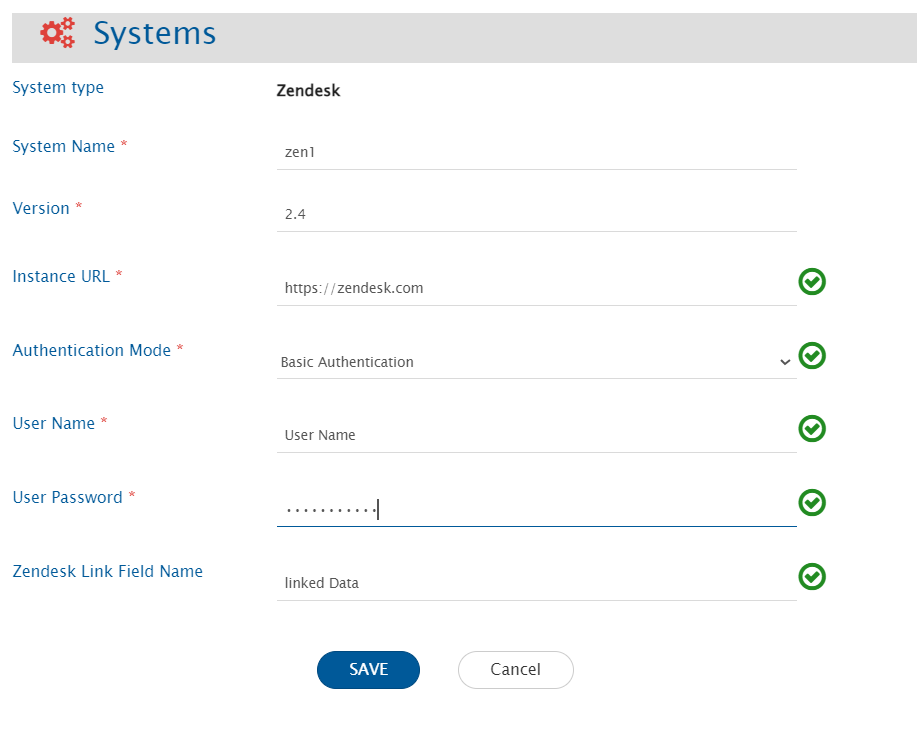 Systems
System type Zendesk
System Name * zen1
Version * 2.4
Instance URL * https://zendesk.com
Authentication Mode * Basic Authentication
User Name * User Name
User Password * ···········
Zendesk Link Field Name linked Data
SAVE Cancel